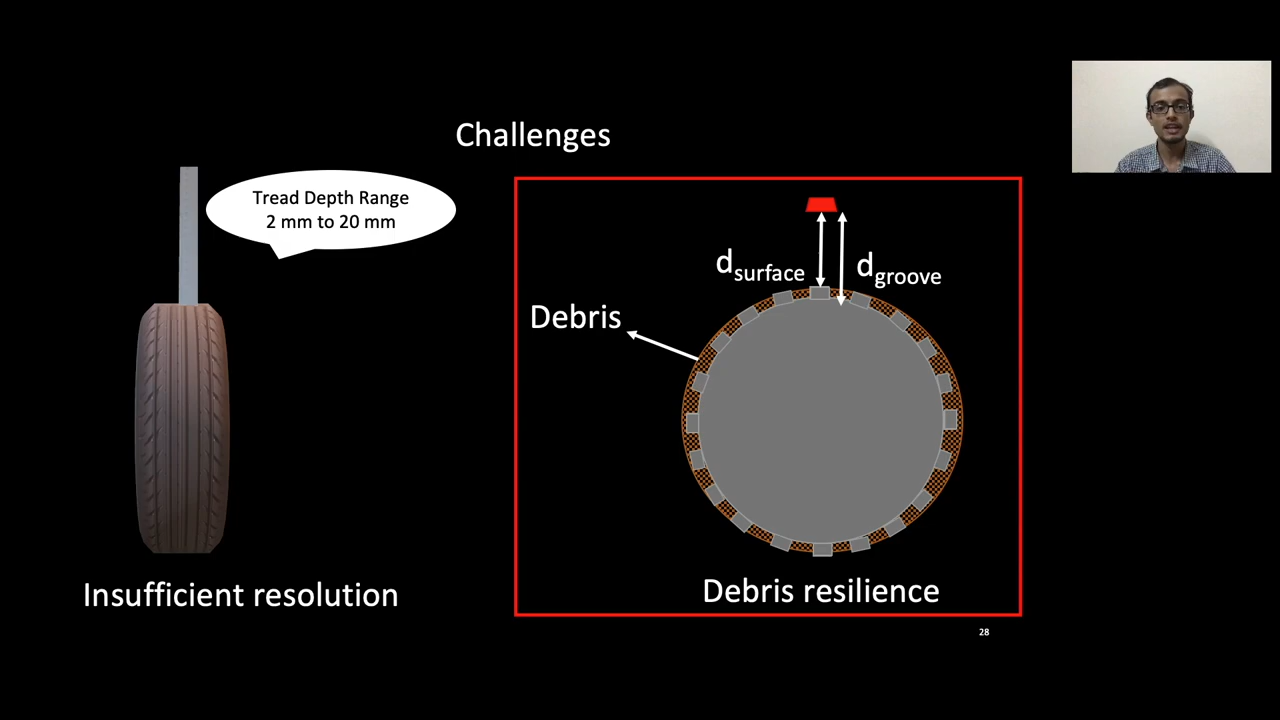 Challenges
Tread Depth Range
2 mm to 20 mm
dsurface
dgroove
Debris
Insufficient resolution
Debris resilience
28